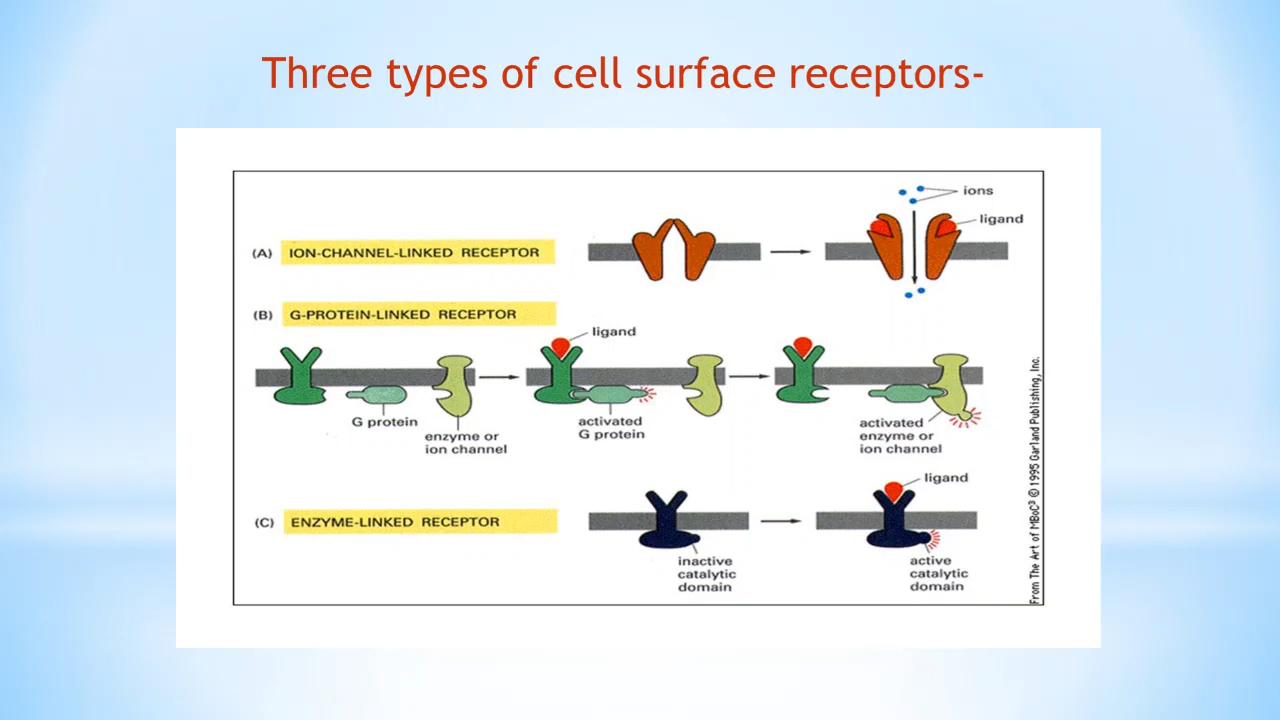 Three types of cell surface receptors-
ions
ligand
(A) ION-CHANNEL-LINKED RECEPTOR
(B) G-PROTEIN-LINKED RECEPTOR
ligand
G protein
enzyme or
ion channel
activated
G protein
activated
enzyme or
ion channel
ligand
(C) ENZYME-LINKED RECEPTOR
inactive
catalytic
domain
active
catalytic
domain
From The Art of MBoC³ © 1995 Garland Publishing, Inc.